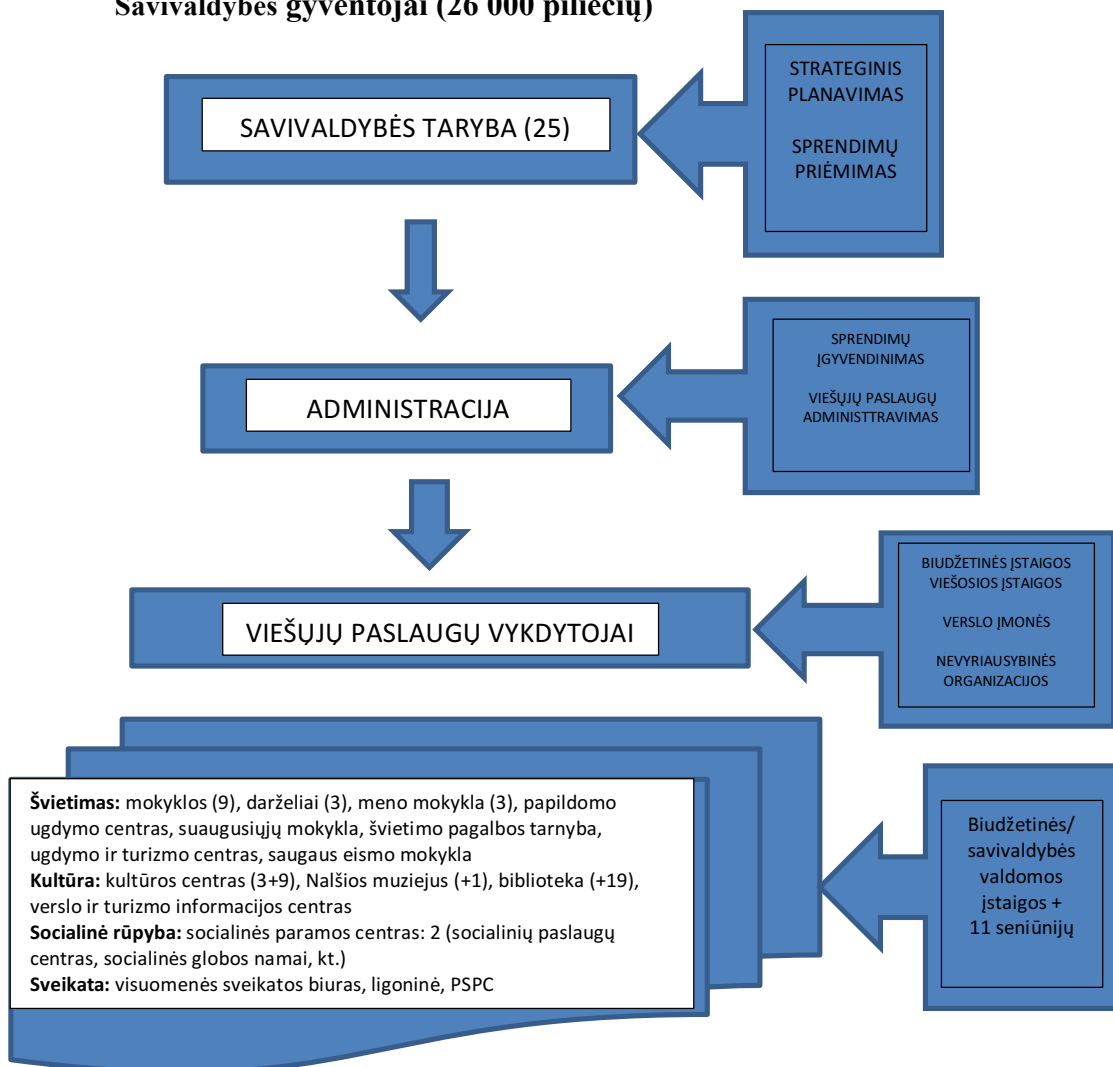 Savivaldybės gyventojai (26 000 piliečių)
SAVIVALDYBĖS TARYBA (25)
STRATEGINIS
PLANAVIMAS
SPRENDIMŲ
PRIĖMIMAS
ADMINISTRACIJA
SPRENDIMŲ
ĮGYVENDINIMAS
VIEŠŲJŲ PASLAUGŲ
ADMINISTTRAVIMAS
VIEŠŲJŲ PASLAUGŲ VYKDYTOJAI
BIUDŽETINĖS ĮSTAIGOS
VIEŠOSIOS ĮSTAIGOS
VERSLO ĮMONĖS
NEVYRIAUSYBINĖS
ORGANIZACIJOS
Švietimas: mokyklos (9), darželiai (3), meno mokykla (3), papildomo
ugdymo centras, suaugusiųjų mokykla, švietimo pagalbos tarnyba,
ugdymo ir turizmo centras, saugaus eismo mokykla
Kultūra: kultūros centras (3+9), Nalšios muziejus (+1), biblioteka (+19),
verslo ir turizmo informacijos centras
Socialinė rūpyba: socialinės paramos centras: 2 (socialinių paslaugų
centras, socialinės globos namai, kt.)
Sveikata: visuomenės sveikatos biuras, ligoninė, PSPC
Biudžetinės/
savivaldybės
valdomos
įstaigos +
11 seniūnijų